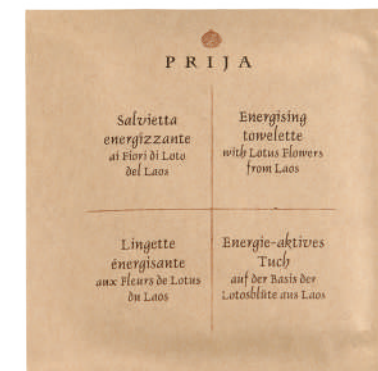 PRIJA
Salvietta
energizzante
ai Fiori di Loto
del Laos
Energising
towelette
with Lotus Flowers
from Laos
Lingette
énergisante
aux Fleurs de Lotus
du Laos
Energie-aktives
Tuch
auf der Basis der
Lotosblüte aus Laos